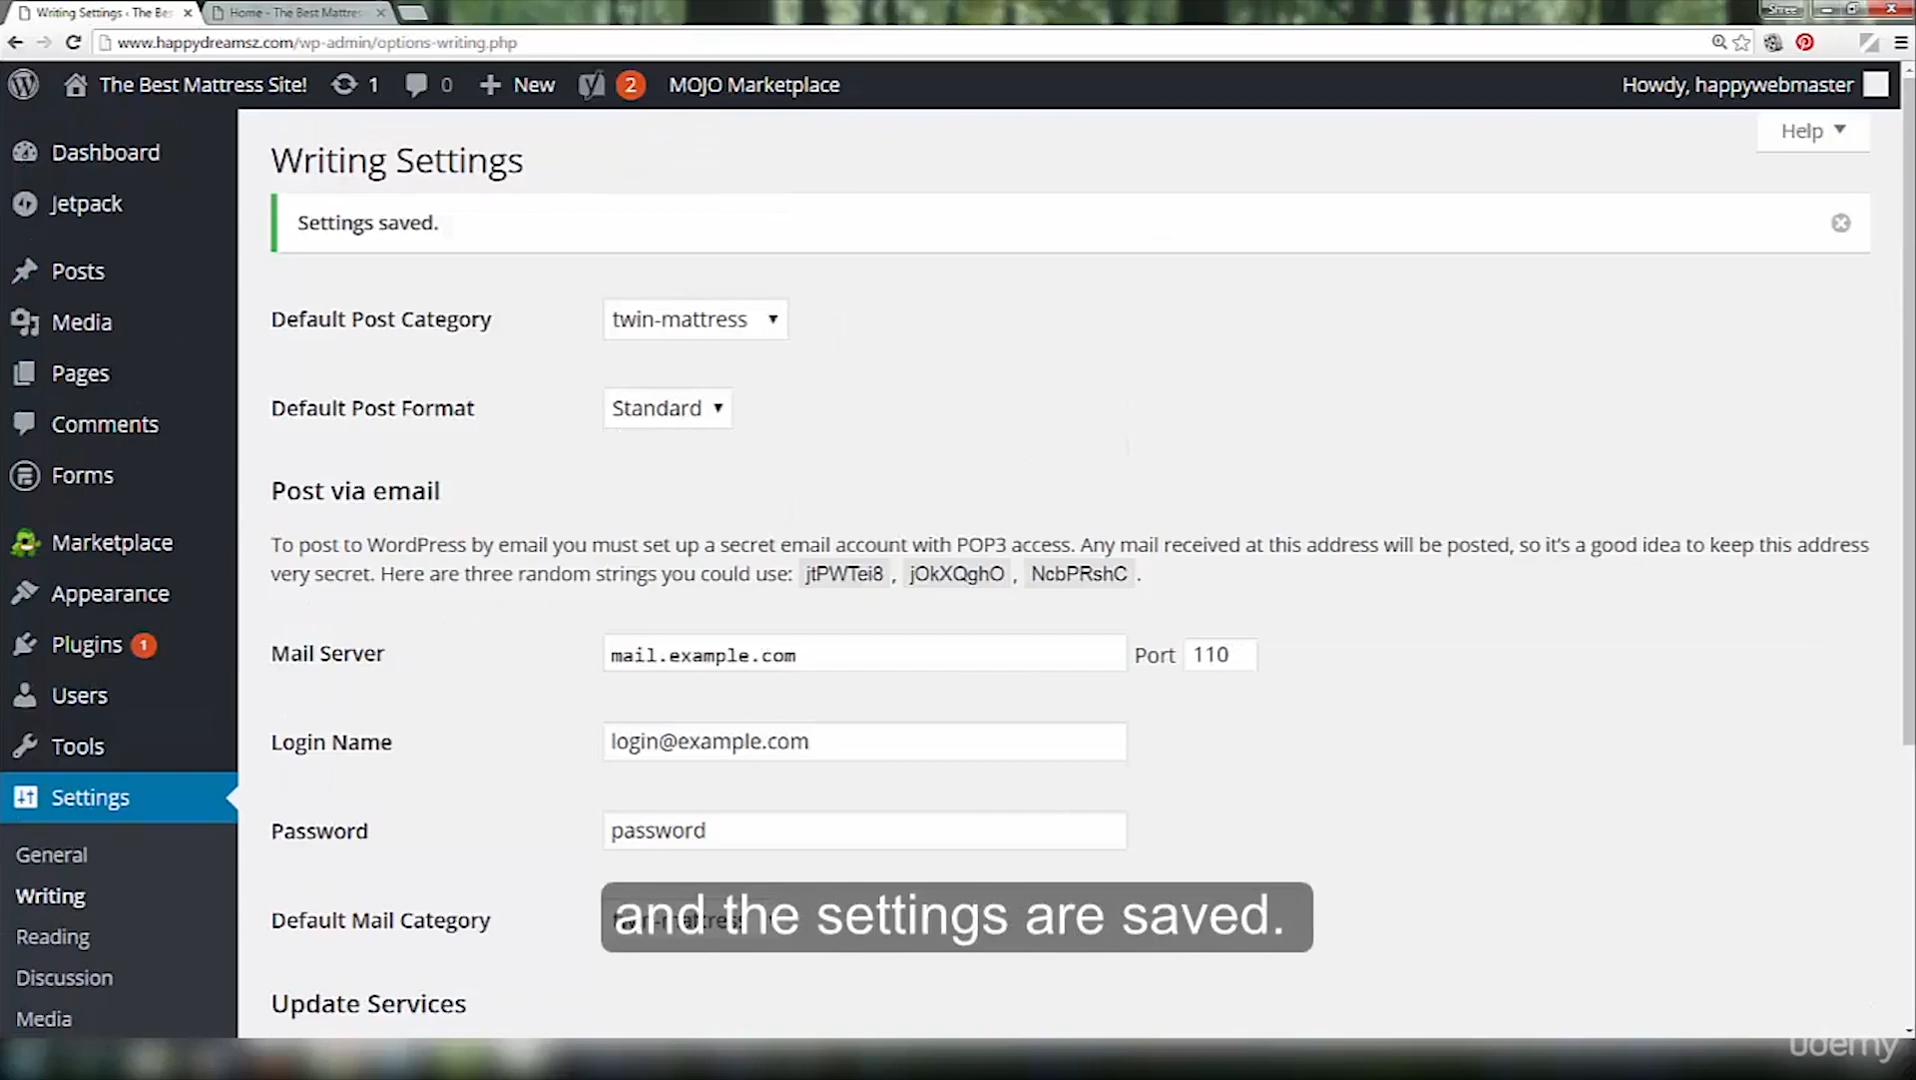 Writing Settings ‹ The Bes
Home - The Best Mattres
Shree
www.happydreamsz.com/wp-admin/options-writing.php
The Best Mattress Site! 1 0 New 2 MOJO Marketplace Howdy, happywebmaster
Help
Dashboard
Jetpack
Posts
Media
Pages
Comments
Forms
Marketplace
Appearance
Plugins 1
Users
Tools
Settings
General
Writing
Reading
Discussion
Media
Writing Settings
Settings saved.
Default Post Category twin-mattress
Default Post Format Standard
Post via email
To post to WordPress by email you must set up a secret email account with POP3 access. Any mail received at this address will be posted, so it's a good idea to keep this address
very secret. Here are three random strings you could use: jtPWTei8 , jOkXQghO , NcbPRshC .
Mail Server mail.example.com Port 110
Login Name login@example.com
Password password
Default Mail Category twin-mattress
and the settings are saved.
Update Services
udemy